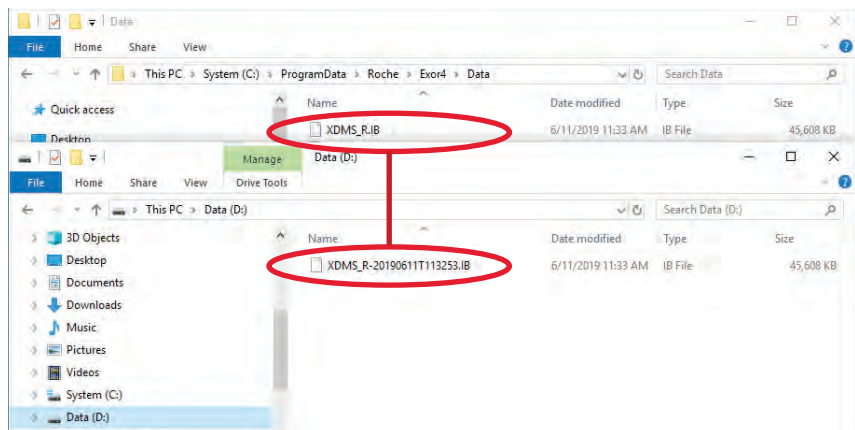 Data
File Home Share View
This PC > System (C:) > ProgramData > Roche > Exor4 > Data Search Data
Quick access Name Date modified Type Size
Desktop XDMS_R.IB 6/11/2019 11:33 AM IB File 45,608 KB
Manage Data (D:)
File Home Share View Drive Tools
This PC > Data (D:) Search Data (D:)
3D Objects Name Date modified Type Size
Desktop XDMS_R-20190611T113253.IB 6/11/2019 11:33 AM IB File 45,608 KB
Documents
Downloads
Music
Pictures
Videos
System (C:)
Data (D:)